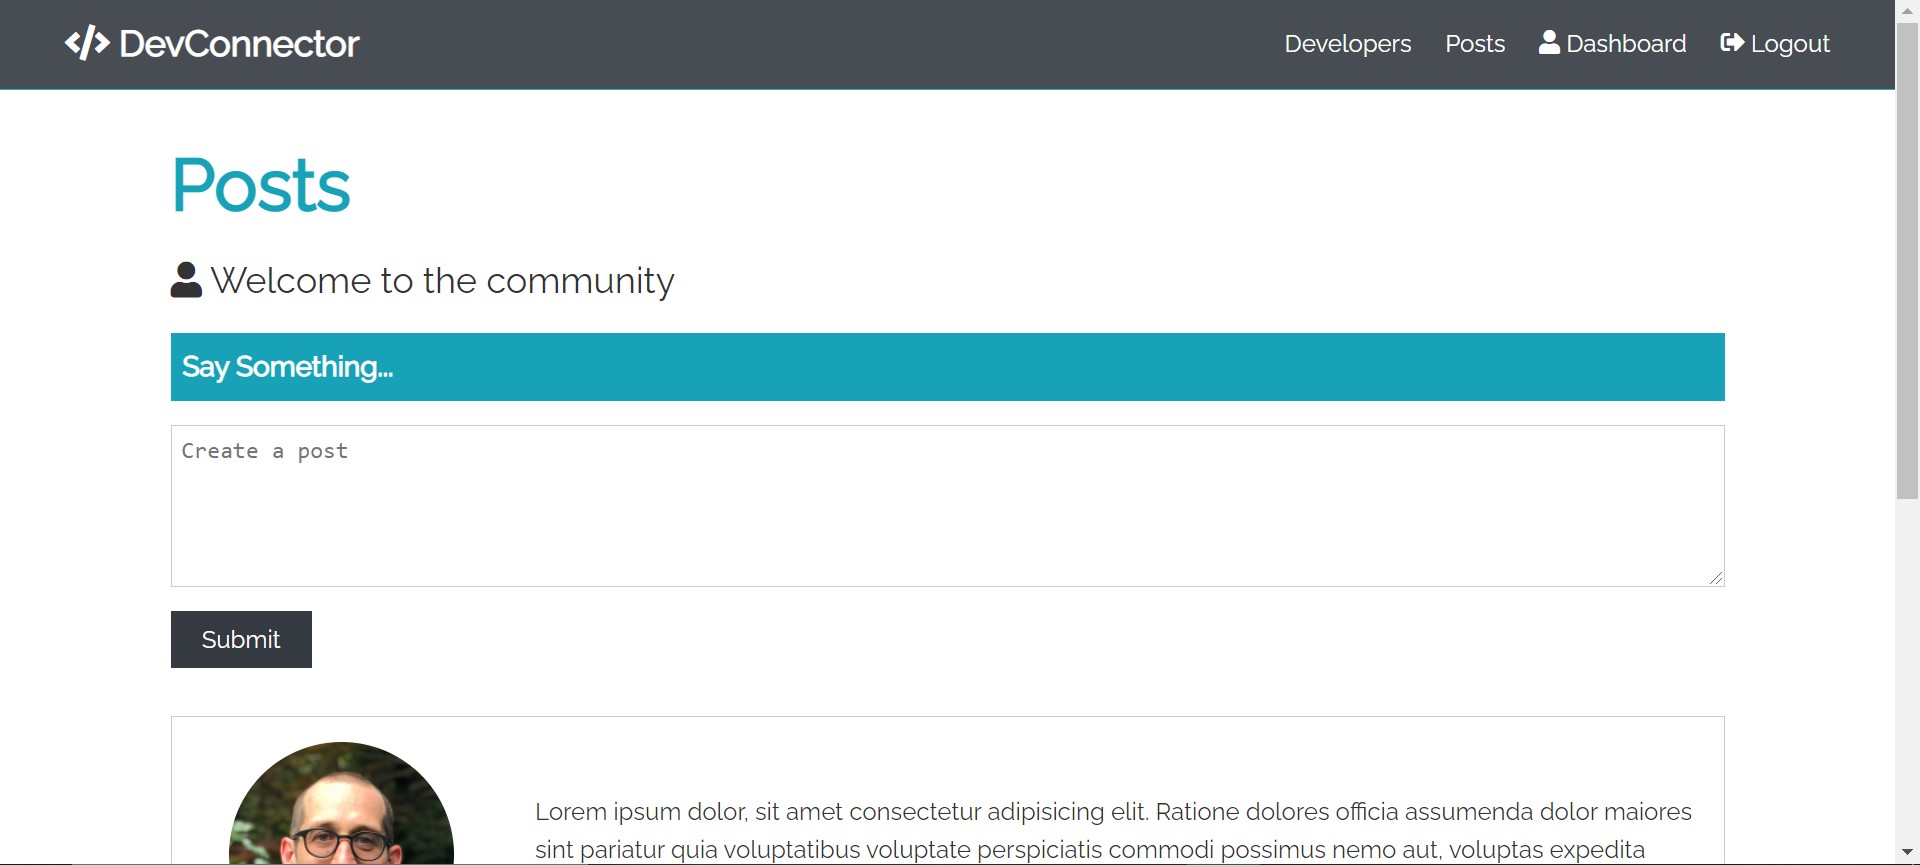 DevConnector
Developers Posts Dashboard Logout
Posts
Welcome to the community
Say Something...
Create a post
Submit
Lorem ipsum dolor, sit amet consectetur adipisicing elit. Ratione dolores officia assumenda dolor maiores
sint pariatur quia voluptatibus voluptate perspiciatis commodi possimus nemo aut, voluptas expedita